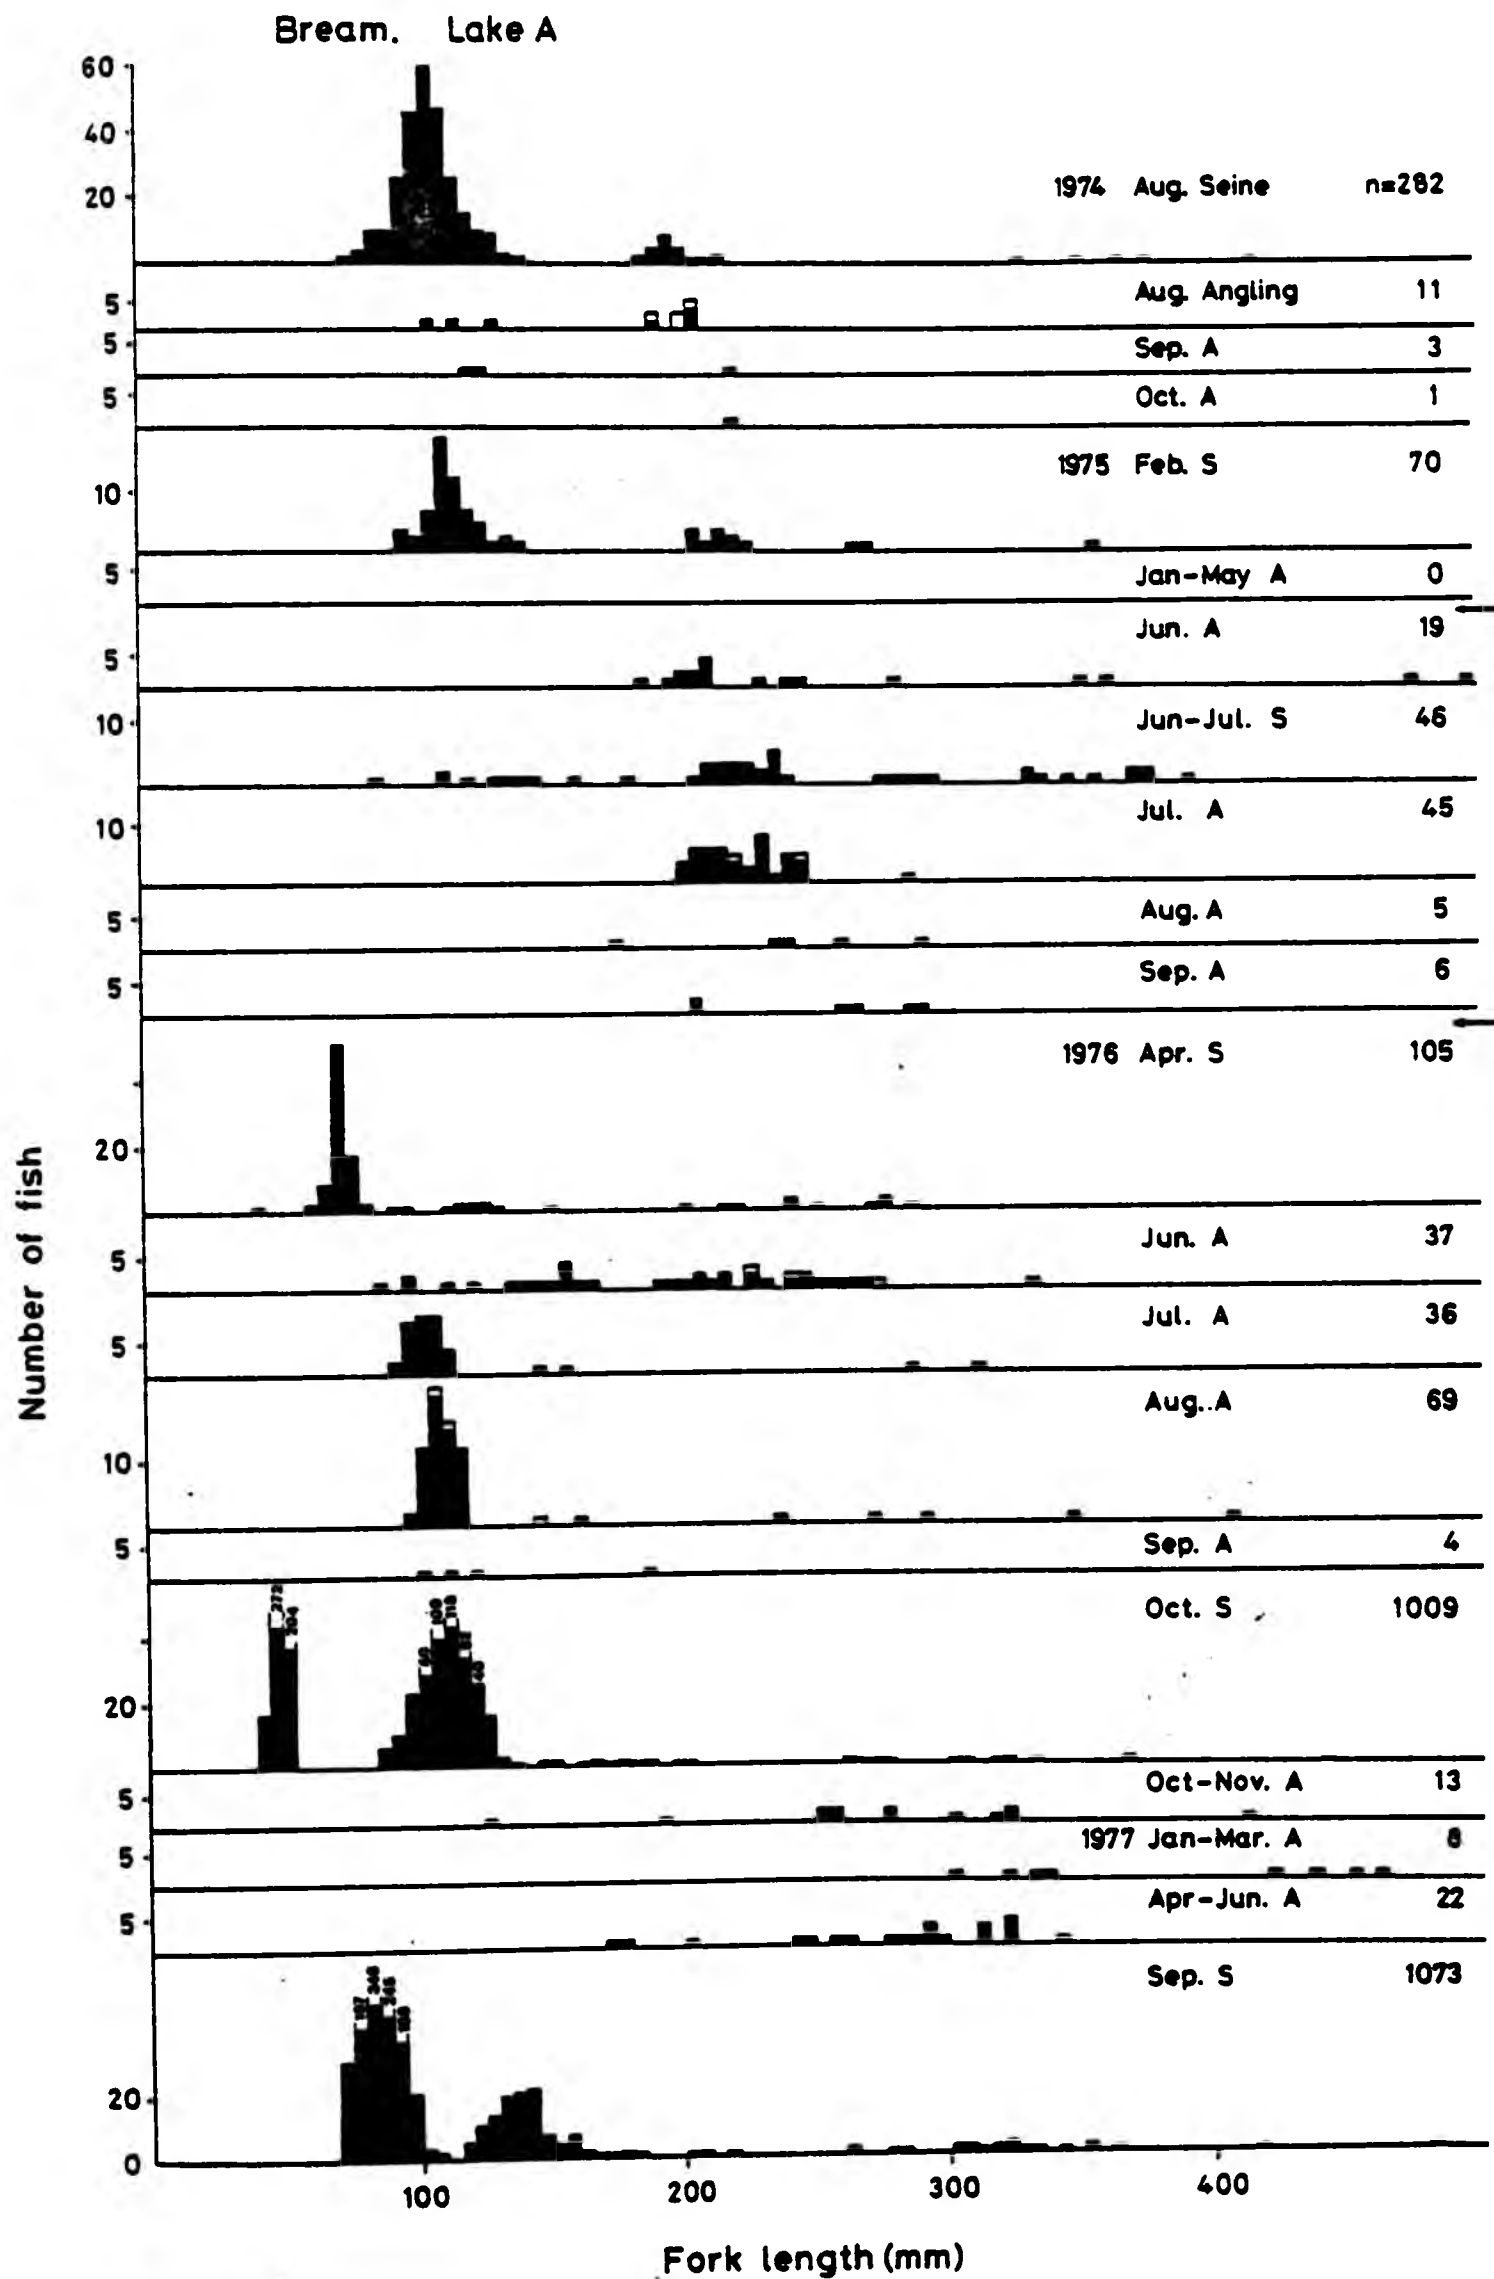 Bream. Lake A
60
40
20
1974 Aug. Seine n=282
5
Aug. Angling 11
5
Sep. A 3
5
Oct. A 1
1975 Feb. S 70
10
5
Jan-May A 0
Jun. A 19
5
10
Jun-Jul. S 46
10
Jul. A 45
5
Aug. A 5
5
Sep. A 6
1976 Apr. S 105
20
Jun. A 37
5
Jul. A 36
5
Aug. A 69
10
5
Sep. A 4
272
204
109
118
Oct. S 1009
20
Oct-Nov. A 13
5
1977 Jan-Mar. A 8
5
Apr-Jun. A 22
5
Sep. S 1073
20
0
100 200 300 400
Fork length (mm)
Number of fish